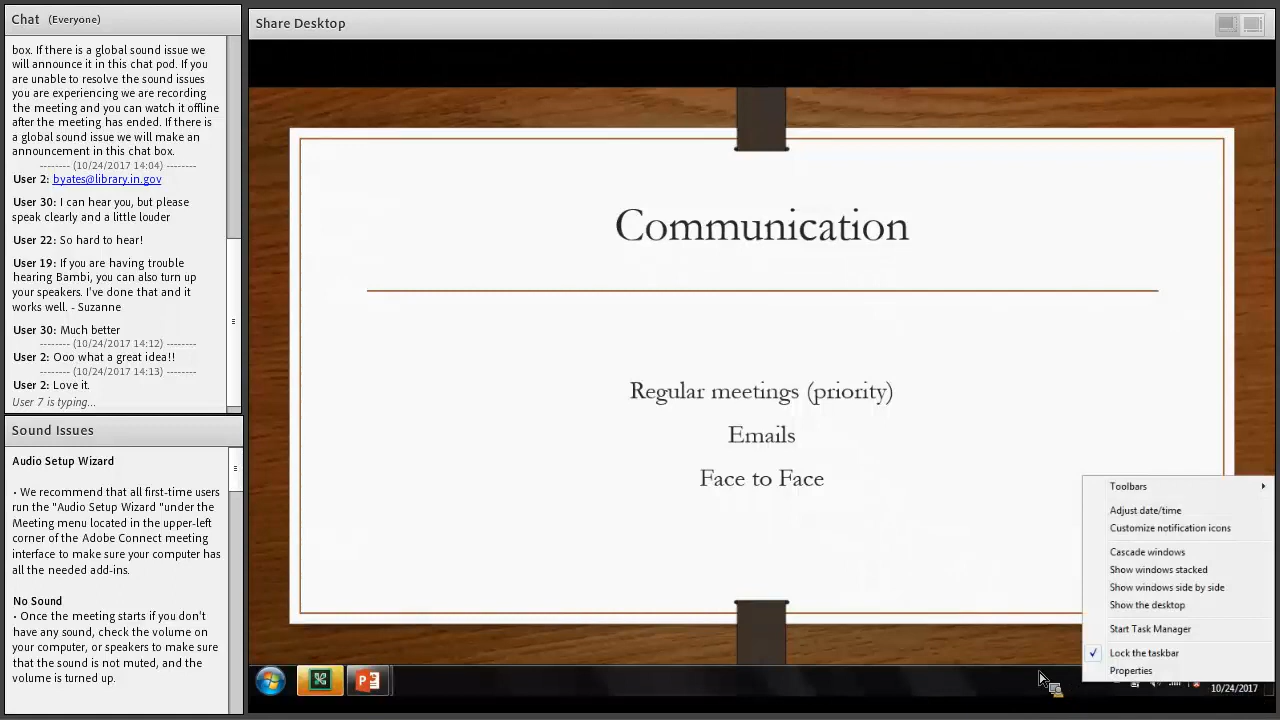 Chat (Everyone)
box. If there is a global sound issue we
will announce it in this chat pod. If you
are unable to resolve the sound issues
you are experiencing we are recording
the meeting and you can watch it offline
after the meeting has ended. If there is
a global sound issue we will make an
announcement in this chat box.
-------- (10/24/2017 14:04) --------
User 2: byates@library.in.gov
User 30: I can hear you, but please
speak clearly and a little louder
User 22: So hard to hear!
User 19: If you are having trouble
hearing Bambi, you can also turn up
your speakers. I've done that and it
works well. - Suzanne
User 30: Much better
-------- (10/24/2017 14:12) --------
User 2: Ooo what a great idea!!
-------- (10/24/2017 14:13) --------
User 2: Love it.
User 7 is typing...
Sound Issues
Audio Setup Wizard
• We recommend that all first-time users
run the "Audio Setup Wizard "under the
Meeting menu located in the upper-left
corner of the Adobe Connect meeting
interface to make sure your computer has
all the needed add-ins.
No Sound
• Once the meeting starts if you don't
have any sound, check the volume on
your computer, or speakers to make sure
that the sound is not muted, and the
volume is turned up.
Share Desktop
Communication
Regular meetings (priority)
Emails
Face to Face
Toolbars
Adjust date/time
Customize notification icons
Cascade windows
Show windows stacked
Show windows side by side
Show the desktop
Start Task Manager
Lock the taskbar
Properties
10/24/2017